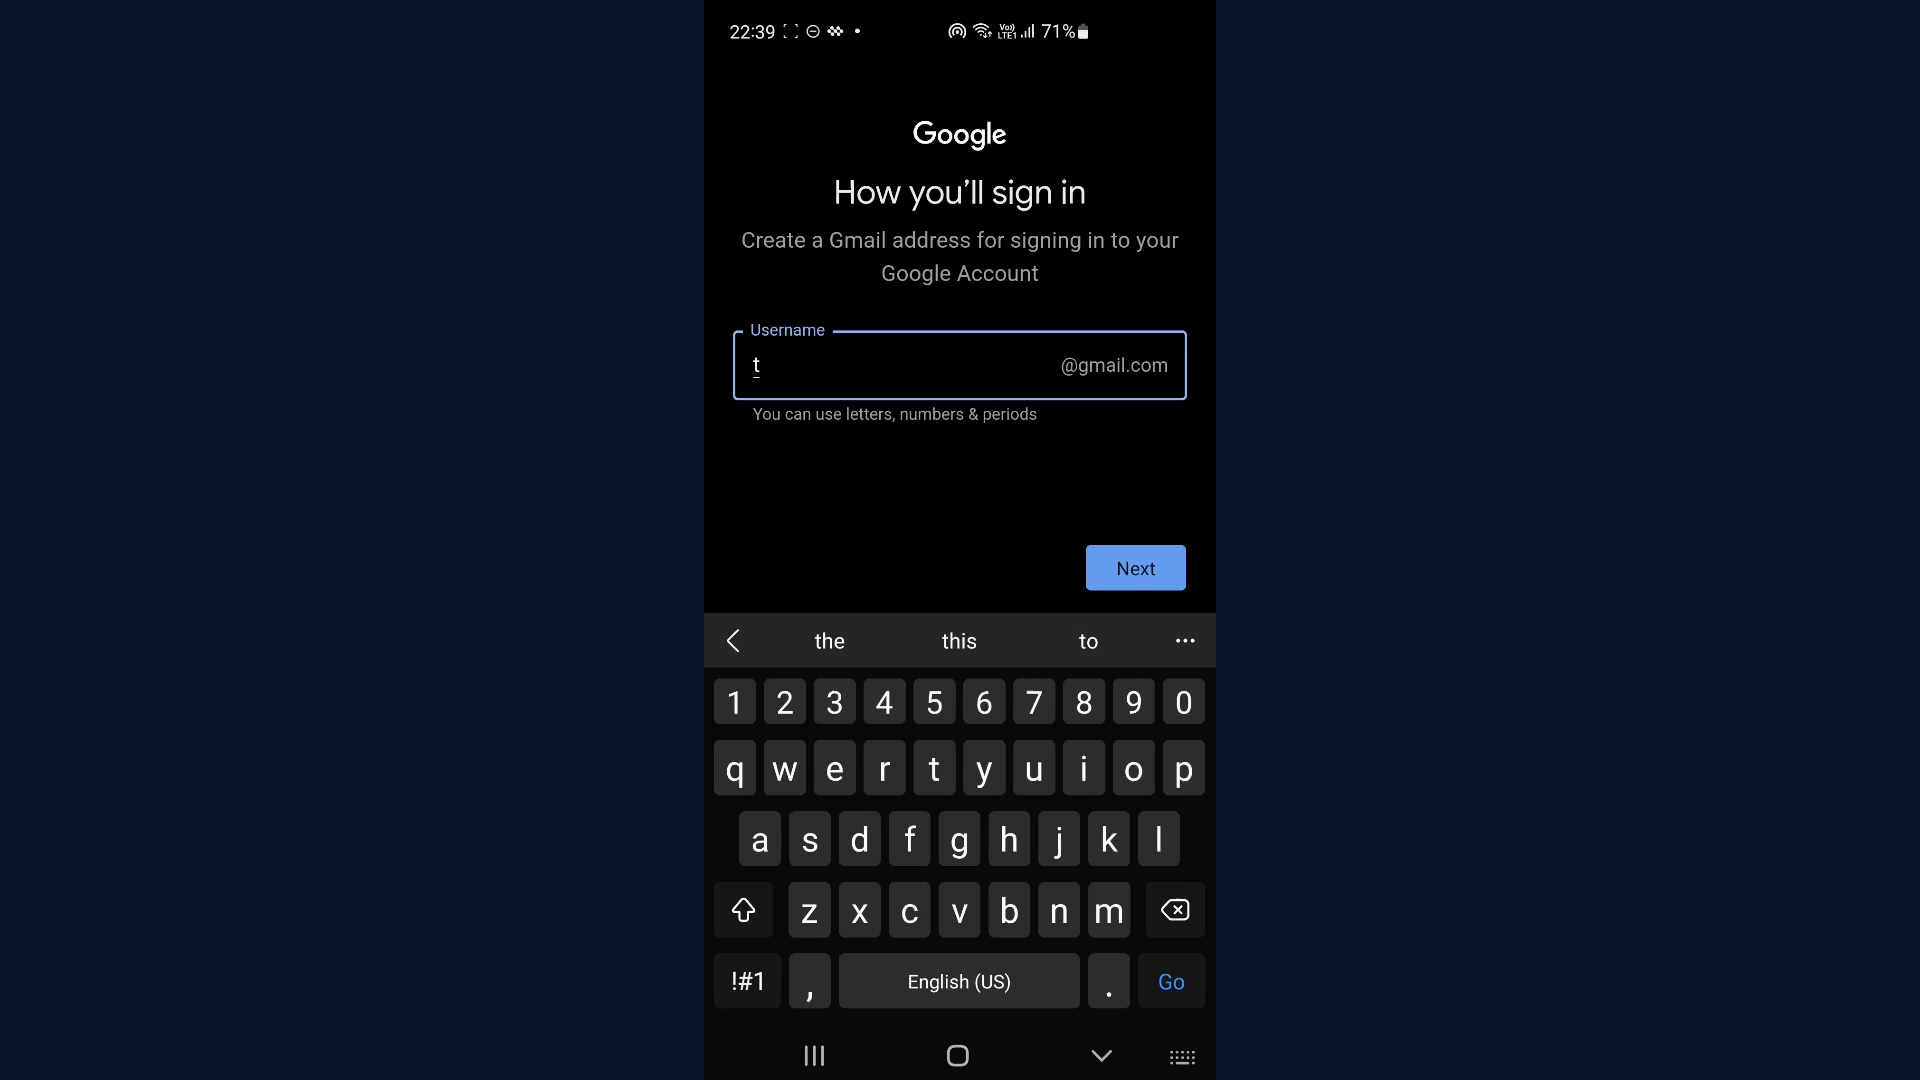 22:39 Vo)) LTE1 71%
Google
How you'll sign in
Create a Gmail address for signing in to your
Google Account
Username
t @gmail.com
You can use letters, numbers & periods
Next
the this to
1 2 3 4 5 6 7 8 9 0
q w e r t y u i o p
a s d f g h j k l
z x c v b n m
!#1 , English (US) . Go